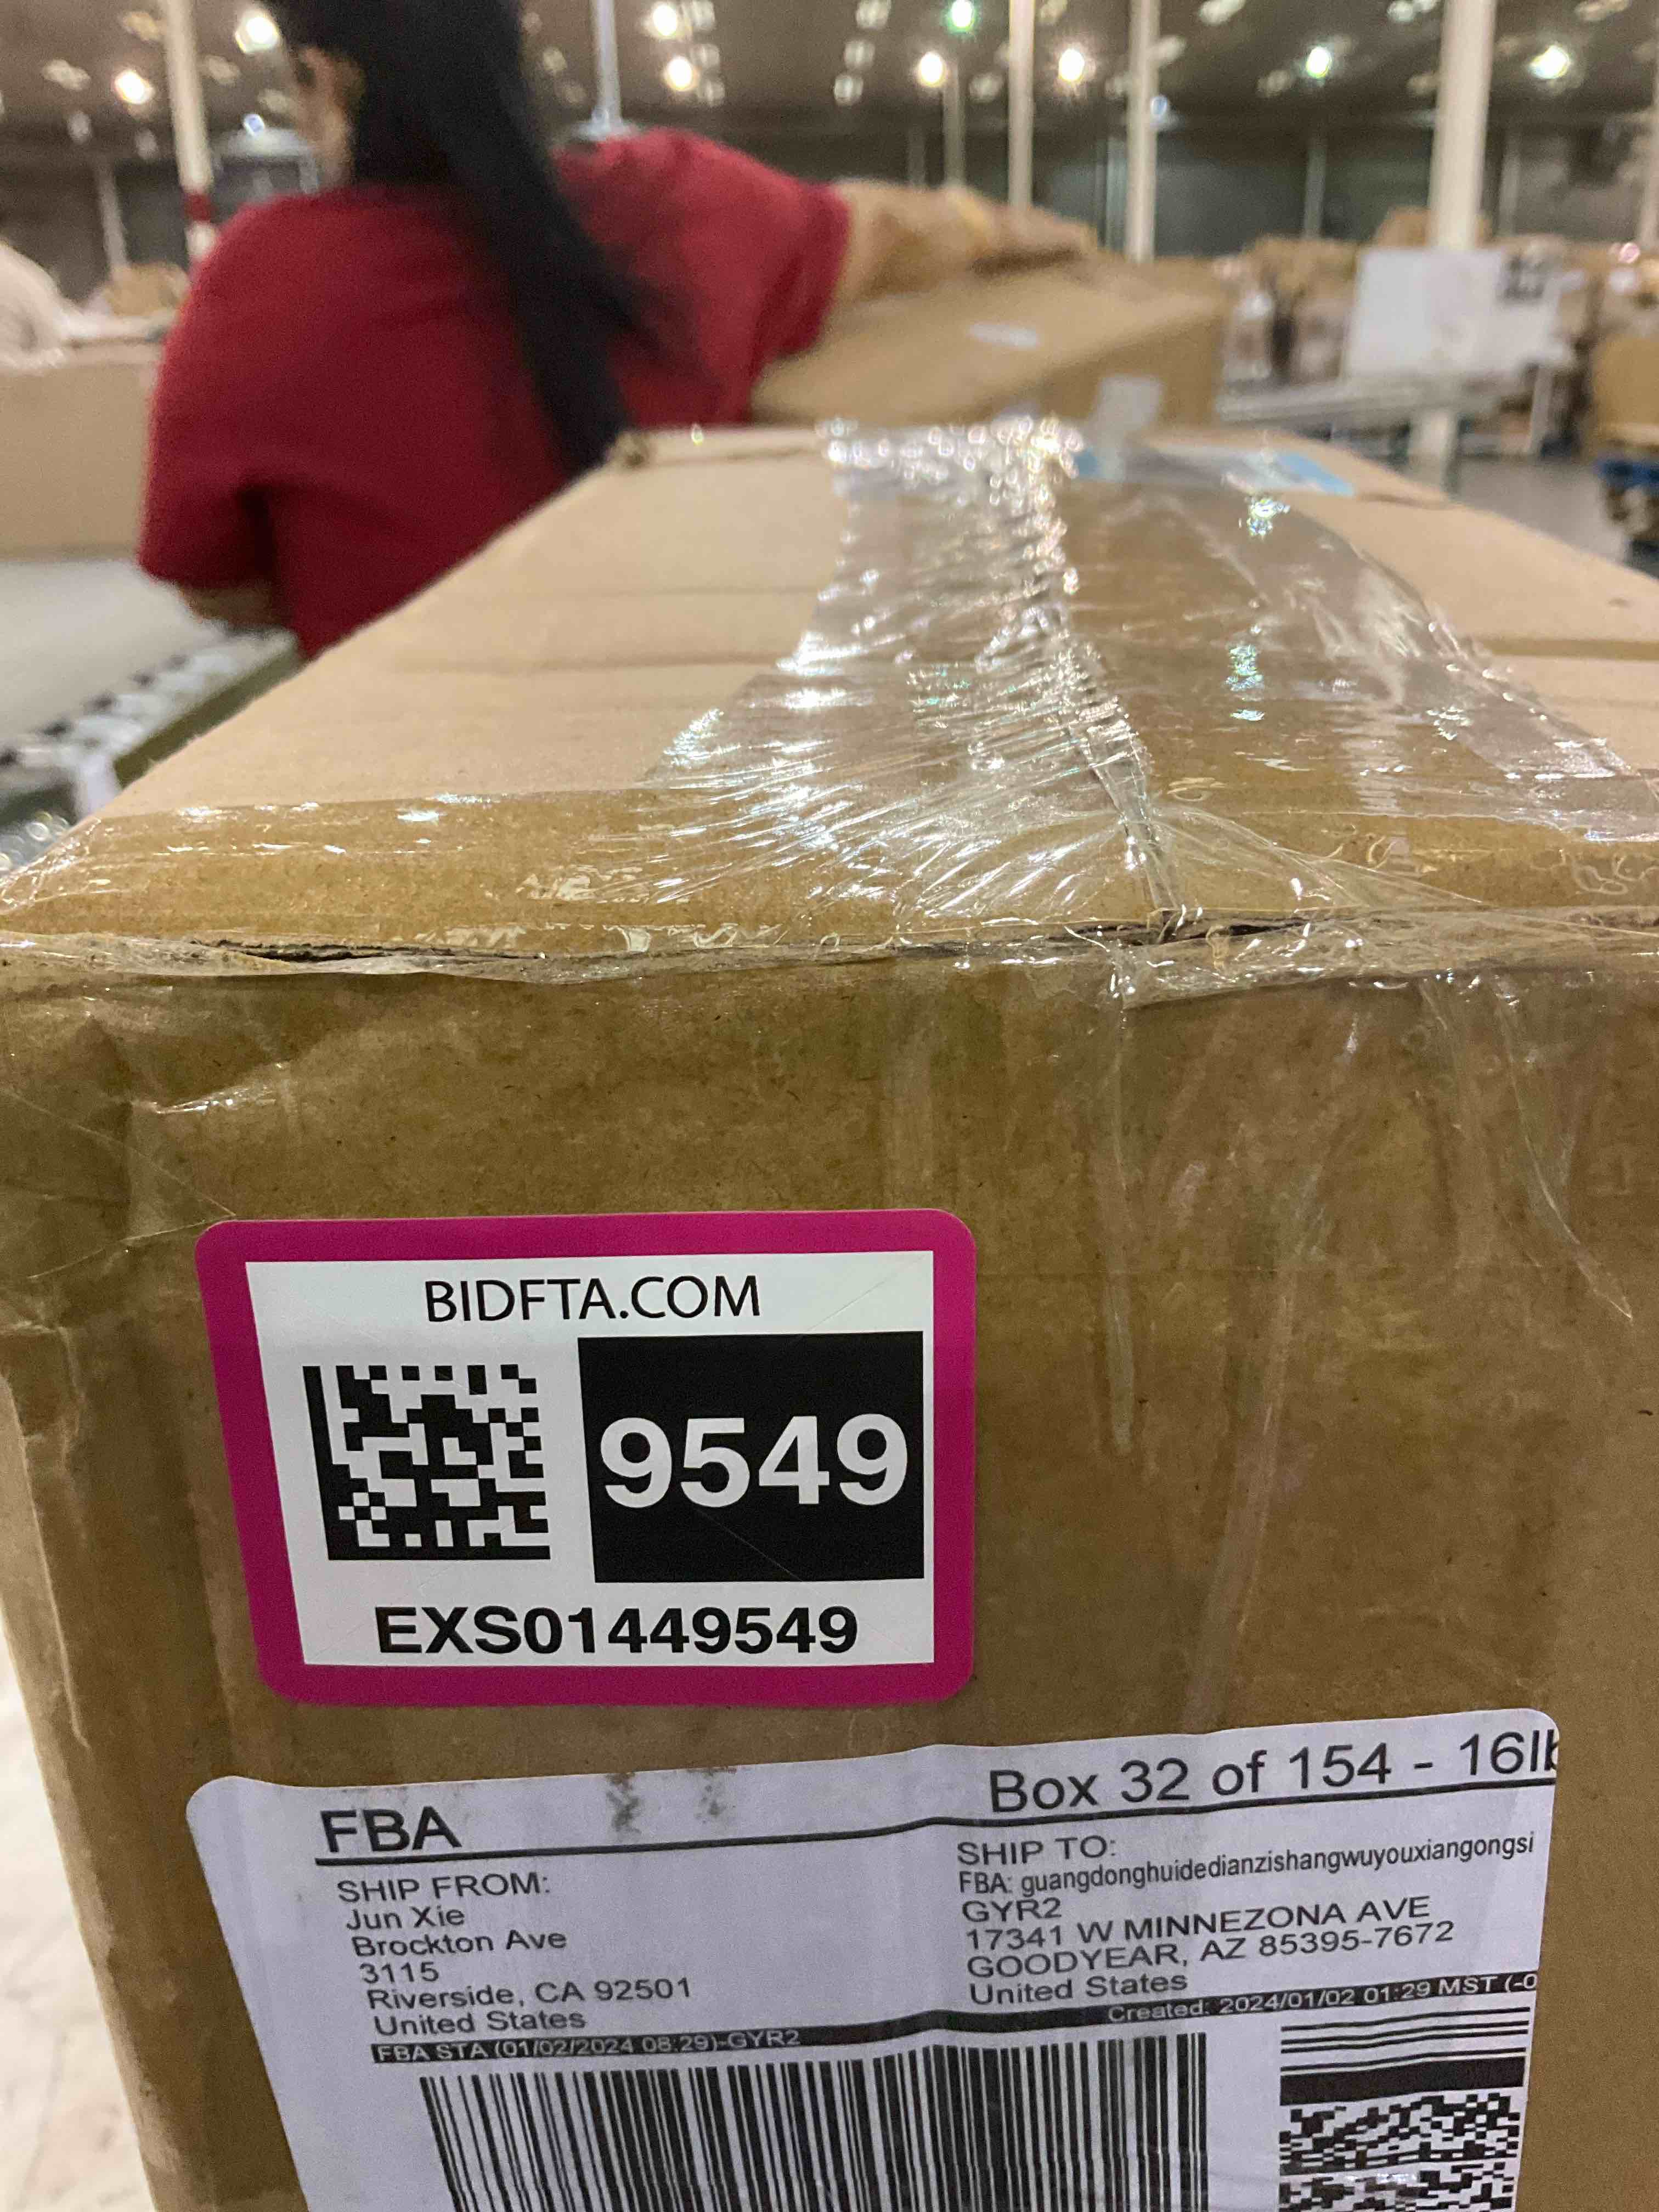 BIDFTA.COM
9549
EXS01449549
Box 32 of 154 - 16lb
FBA
SHIP FROM:
Jun Xie
Brockton Ave
3115
Riverside, CA 92501
United States
SHIP TO:
FBA: guangdonghuidedianzishangwuyouxiangongsi
GYR2
17341 W MINNEZONA AVE
GOODYEAR, AZ 85395-7672
United States
Created: 2024/01/02 01:29 MST (-0
FBA STA (01/02/2024 08:29)-GYR2